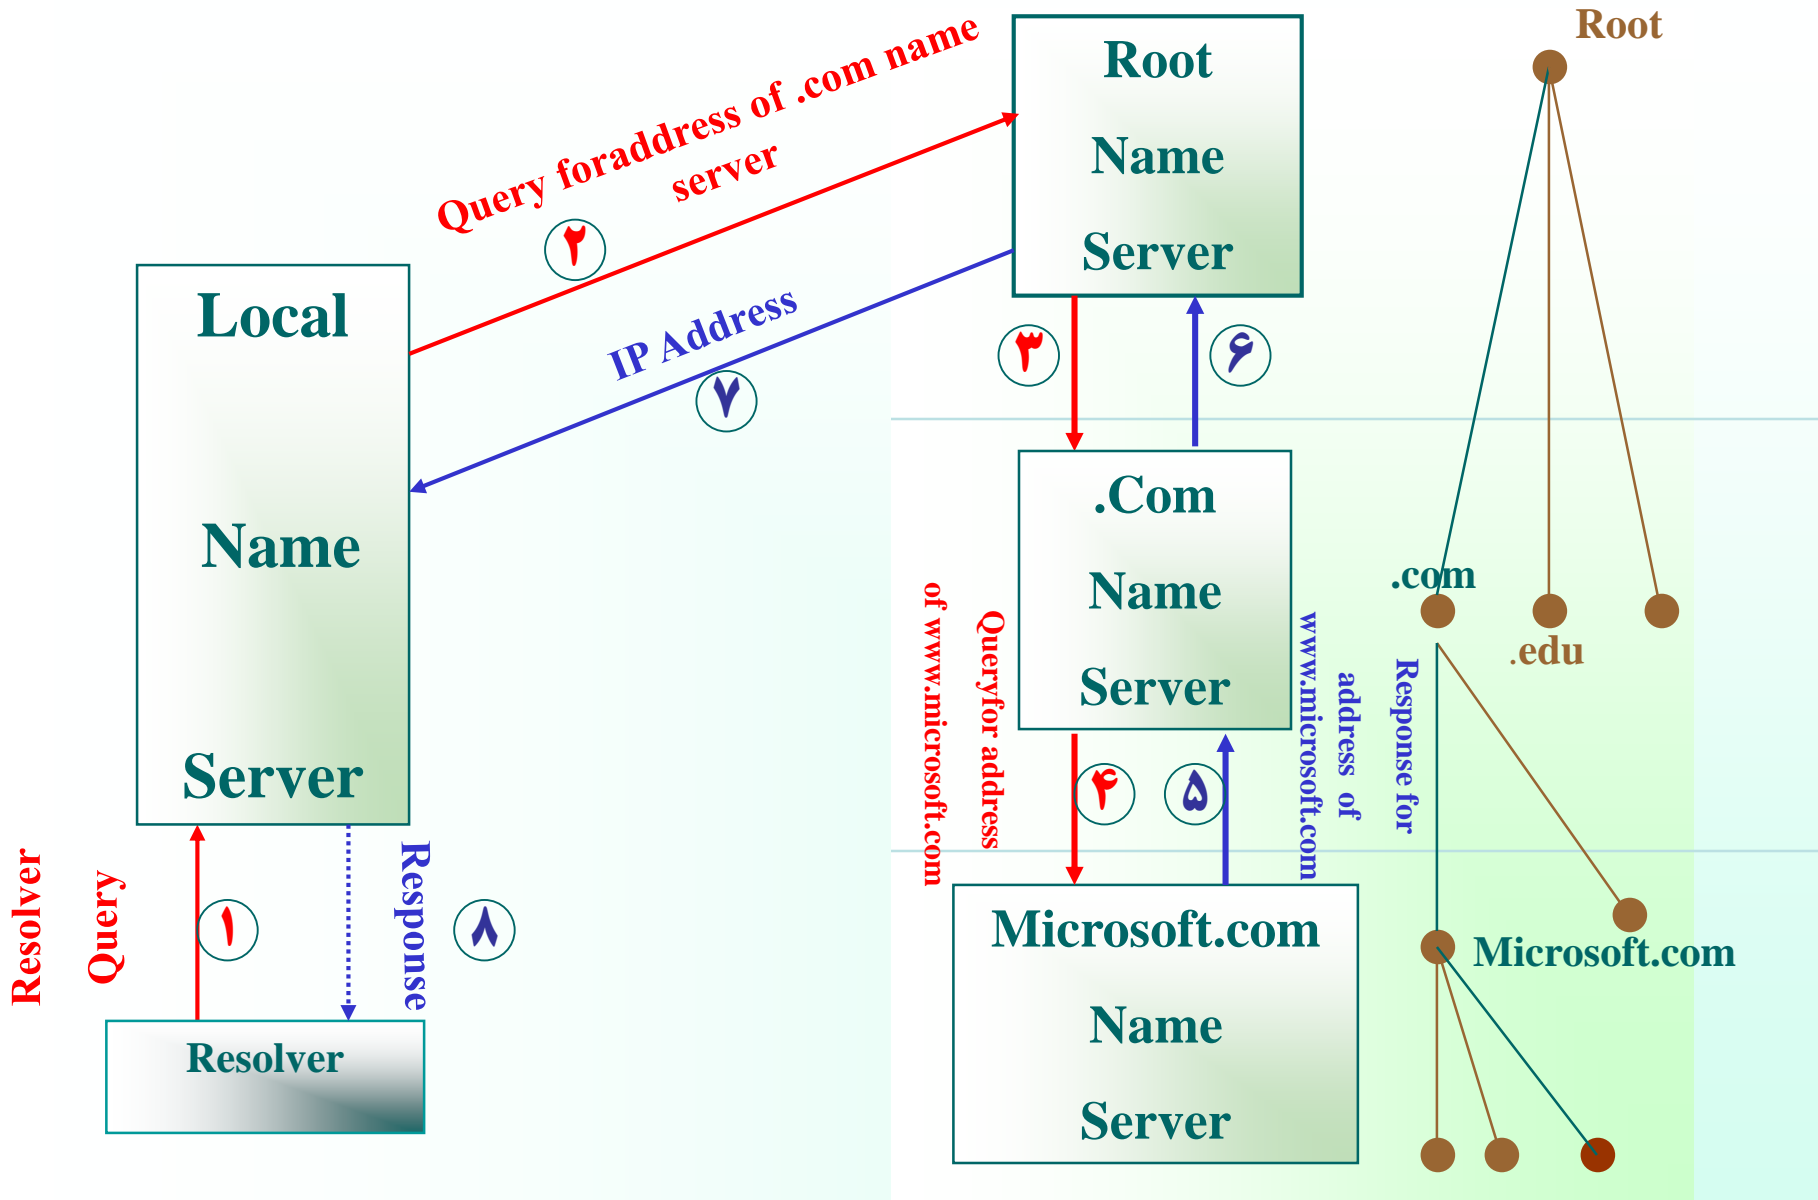 Root
Query foraddress of .com name
server
۲
Root
Name
Server
IP Address
۷
۳
۶
Local
Name
Server
.Com
Name
Server
.com
.edu
Queryfor address
of www.microsoft.com
Response for
address of
www.microsoft.com
۴
۵
Resolver
Query
۱
Response
۸
Microsoft.com
Name
Server
Microsoft.com
Resolver